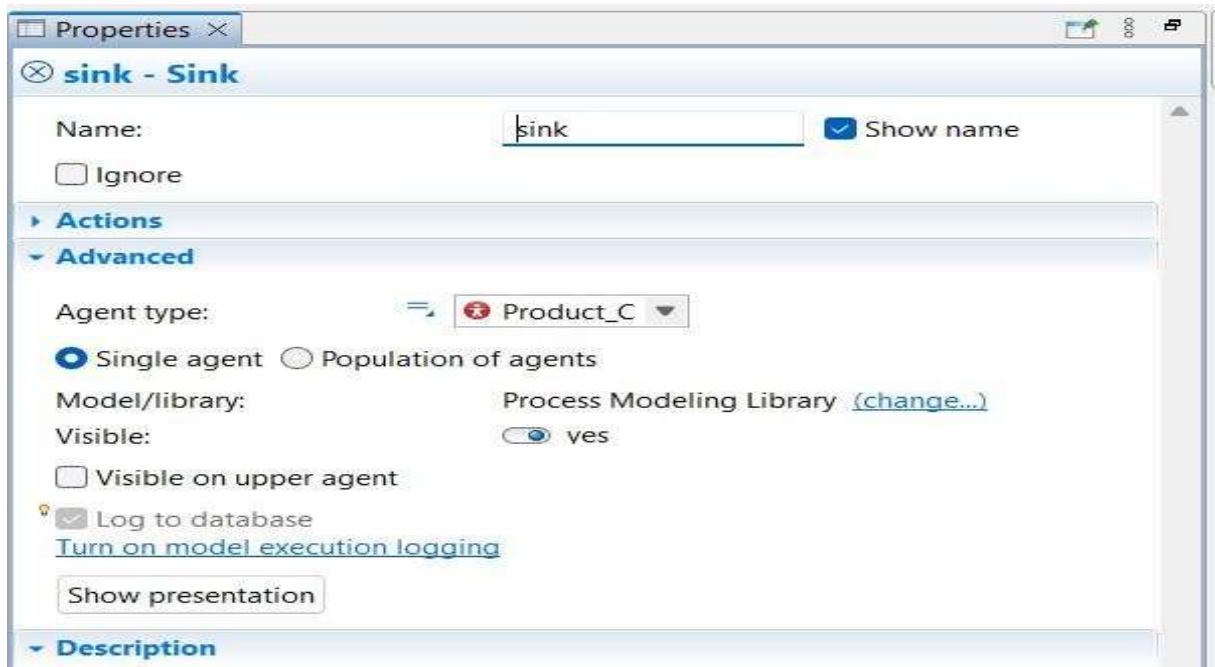 Properties
sink - Sink
Name: sink Show name
Ignore
Actions
Advanced
Agent type: Product_C
Single agent Population of agents
Model/library: Process Modeling Library (change...)
Visible: yes
Visible on upper agent
Log to database
Turn on model execution logging
Show presentation
Description